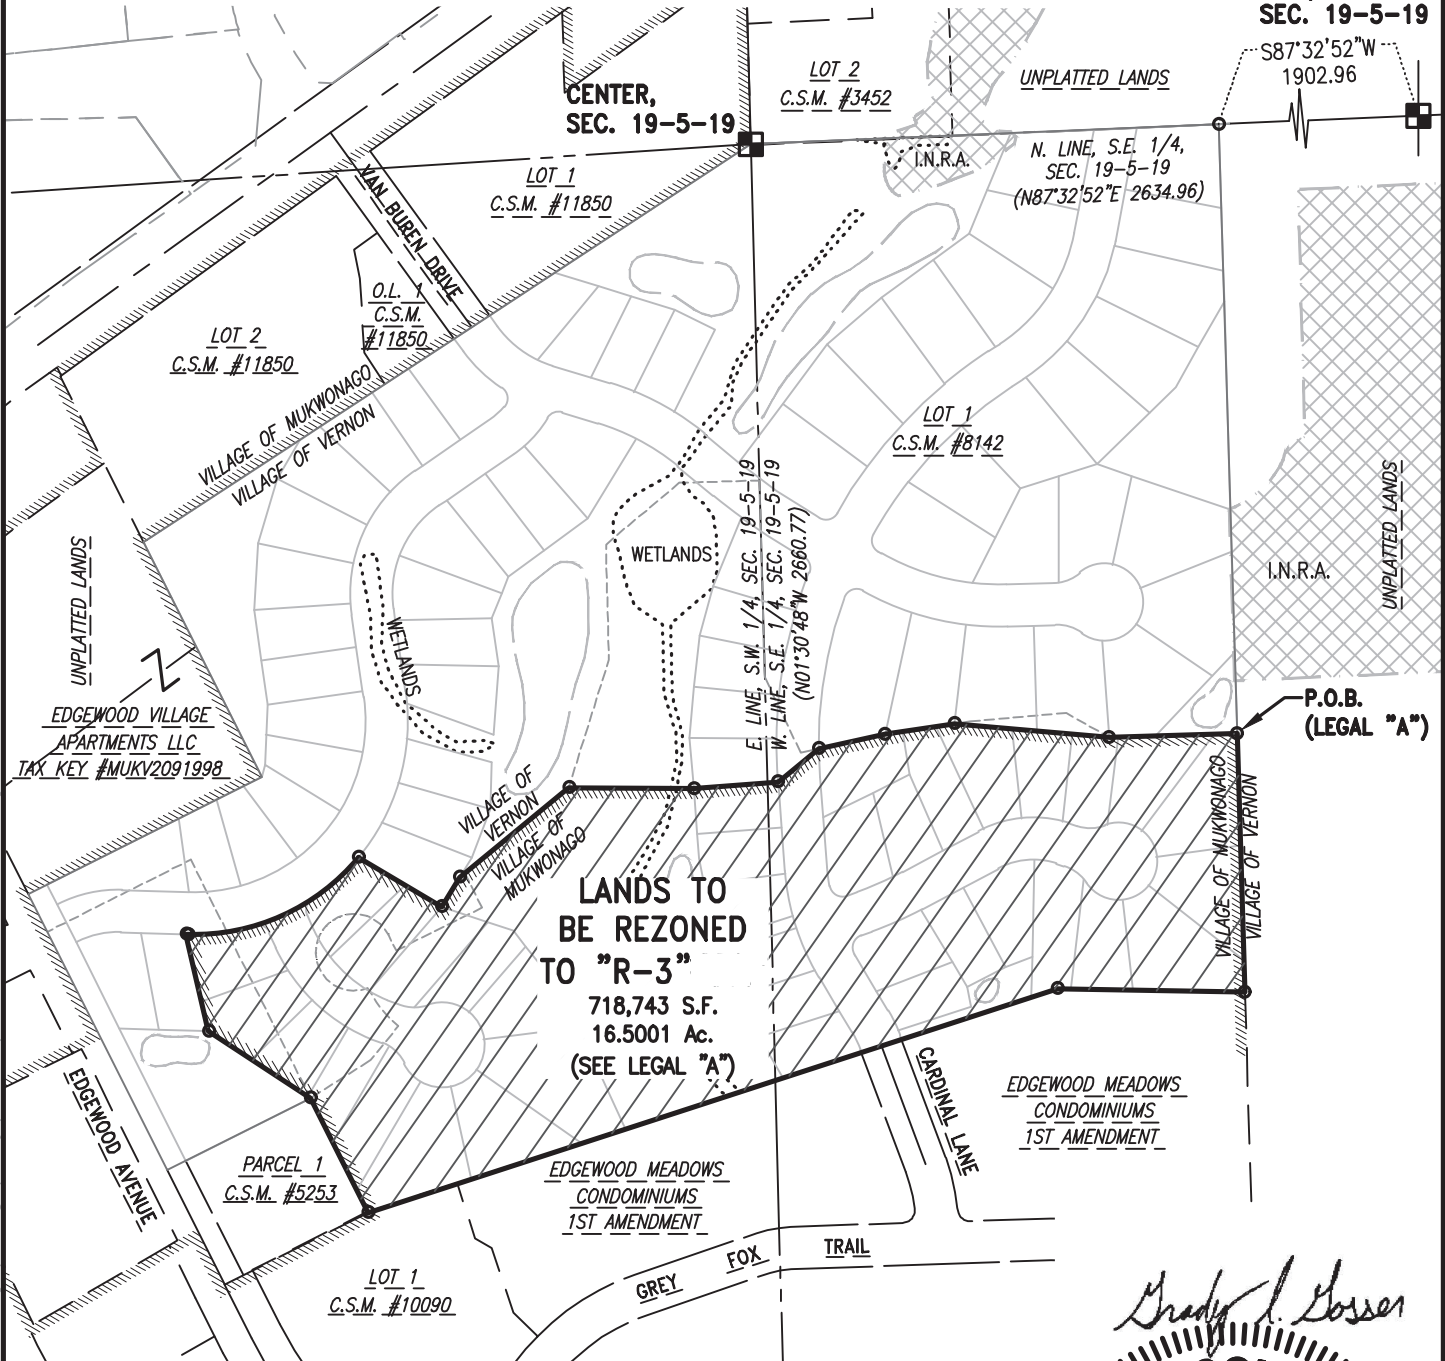 SEC. 19-5-19
S87°32'52"W
1902.96
LOT 2
C.S.M. #3452
UNPLATTED LANDS
CENTER,
SEC. 19-5-19
I.N.R.A.
N. LINE, S.E. 1/4,
SEC. 19-5-19
(N87°32'52"E 2634.96)
LOT 1
C.S.M. #11850
VAN BUREN DRIVE
O.L. 1
C.S.M.
#11850
LOT 2
C.S.M. #11850
VILLAGE OF MUKWONAGO
VILLAGE OF VERNON
LOT 1
C.S.M. #8142
E. LINE, S.W. 1/4, SEC. 19-5-19
W. LINE, S.E. 1/4, SEC. 19-5-19
(N01°30'48"W 2660.77)
WETLANDS
WETLANDS
UNPLATTED LANDS
I.N.R.A.
UNPLATTED LANDS
EDGEWOOD VILLAGE
APARTMENTS LLC
TAX KEY #MUKV2091998
P.O.B.
(LEGAL "A")
VILLAGE OF
VERNON
VILLAGE OF
MUKWONAGO
VILLAGE OF MUKWONAGO
VILLAGE OF VERNON
LANDS TO
BE REZONED
TO "R-3"
718,743 S.F.
16.5001 Ac.
(SEE LEGAL "A")
EDGEWOOD AVENUE
CARDINAL LANE
EDGEWOOD MEADOWS
CONDOMINIUMS
1ST AMENDMENT
PARCEL 1
C.S.M. #5253
EDGEWOOD MEADOWS
CONDOMINIUMS
1ST AMENDMENT
LOT 1
C.S.M. #10090
GREY FOX TRAIL
Grady L. Gosser